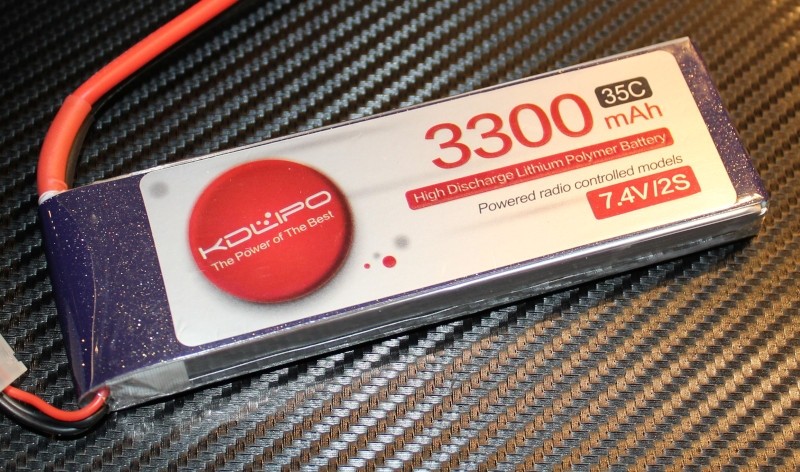 KDLIPO
The Power of The Best
3300 mAh
35C
High Discharge Lithium Polymer Battery
Powered radio controlled models
7.4V/2S